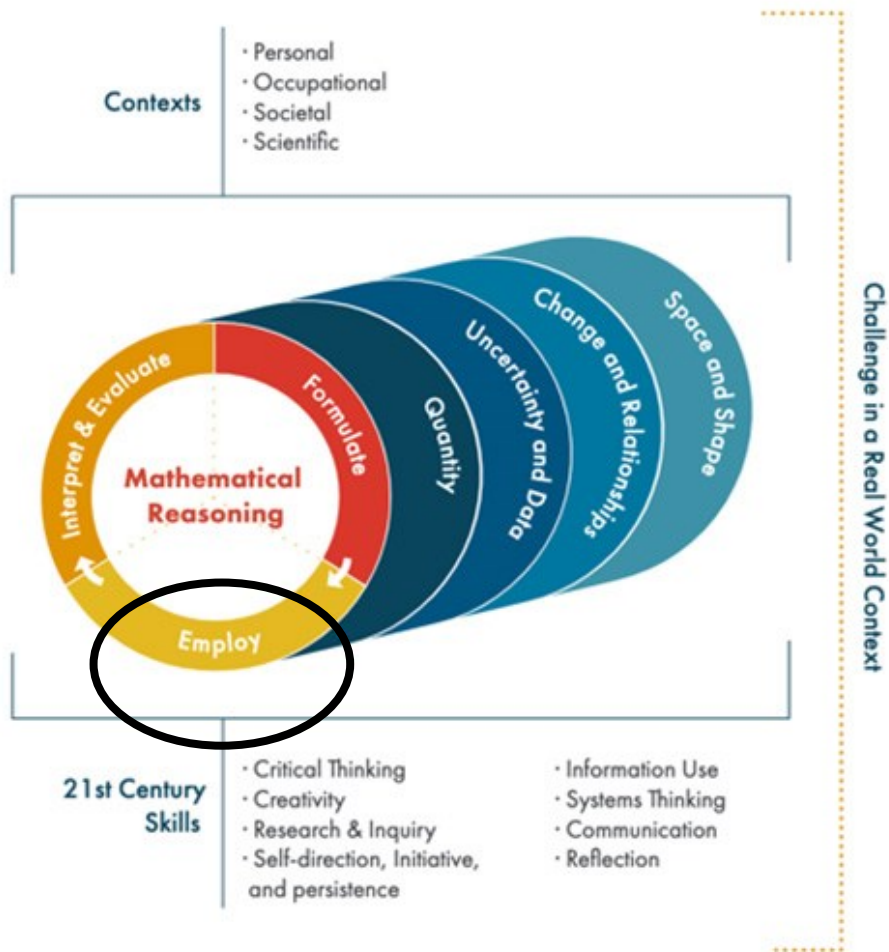 Contexts
· Personal
· Occupational
· Societal
· Scientific
Interpret & Evaluate
Formulate
Employ
Mathematical
Reasoning
Quantity
Uncertainty and Data
Change and Relationships
Space and Shape
Challenge in a Real World Context
21st Century
Skills
· Critical Thinking
· Creativity
· Research & Inquiry
· Self-direction, Initiative,
and persistence
· Information Use
· Systems Thinking
· Communication
· Reflection